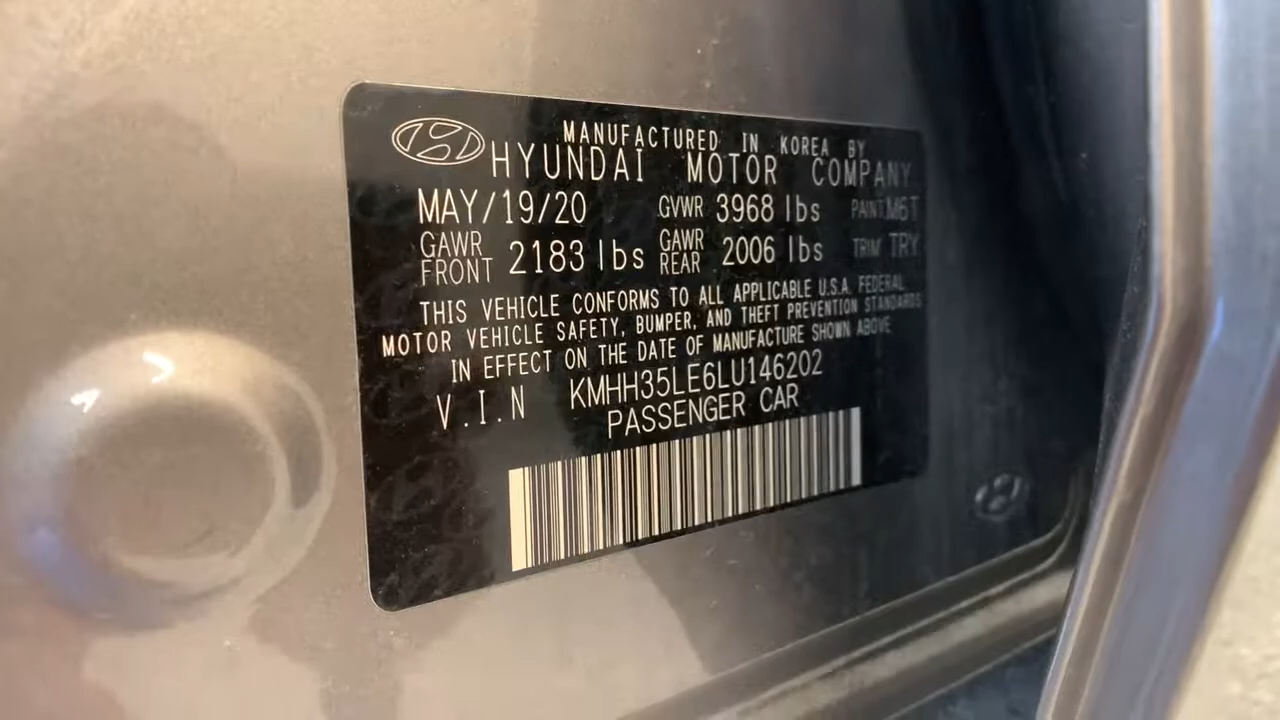 MANUFACTURED IN KOREA BY
HYUNDAI MOTOR COMPANY
MAY/19/20 GVWR 3968 lbs PAINT M6T
GAWR FRONT 2183 lbs GAWR REAR 2006 lbs TRIM TRY
THIS VEHICLE CONFORMS TO ALL APPLICABLE U.S.A. FEDERAL
MOTOR VEHICLE SAFETY, BUMPER, AND THEFT PREVENTION STANDARDS
IN EFFECT ON THE DATE OF MANUFACTURE SHOWN ABOVE
V.I.N KMHH35LE6LU146202
PASSENGER CAR